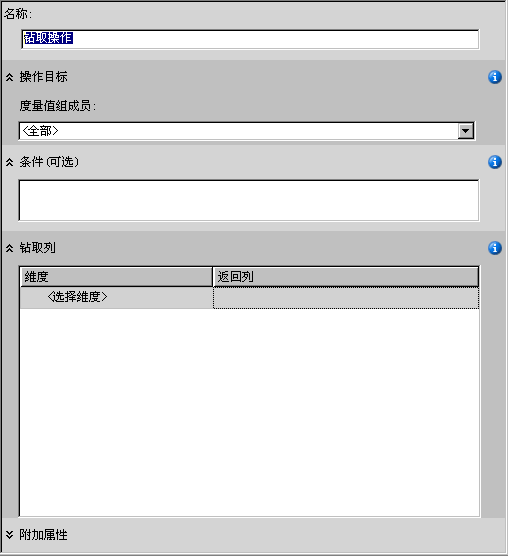 名称:
钻取操作
操作目标
度量值组成员:
<全部>
条件(可选)
钻取列
维度 返回列
<选择维度>
附加属性